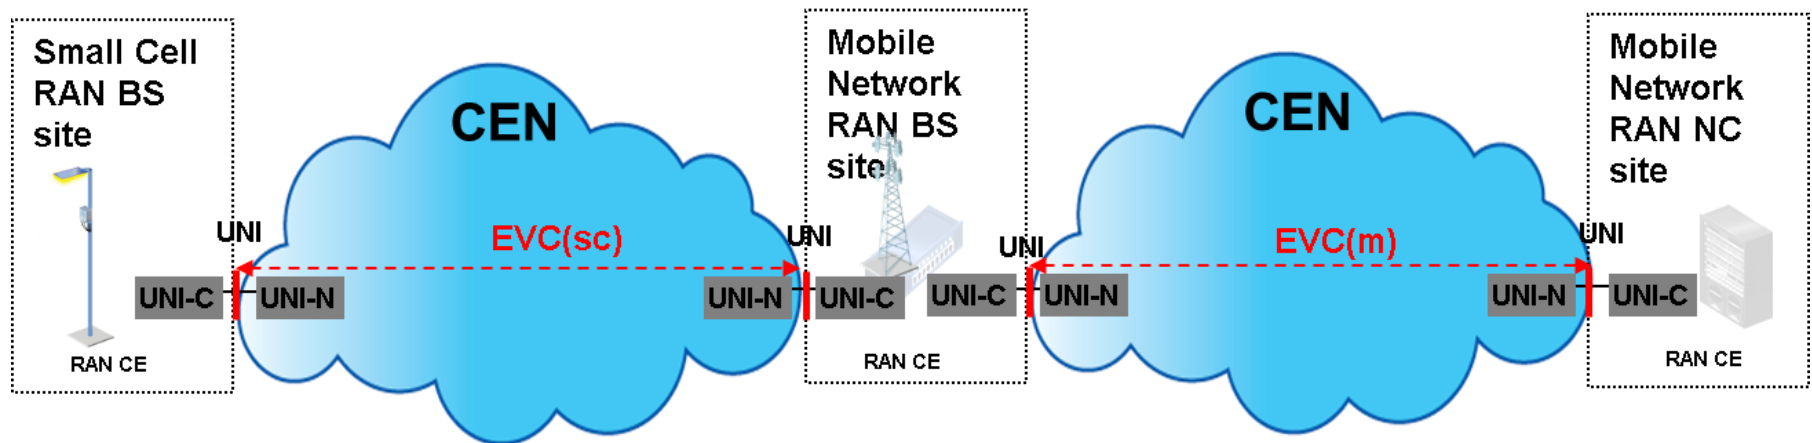 Small Cell
RAN BS
site
CEN
Mobile
Network
RAN BS
site
CEN
Mobile
Network
RAN NC
site
UNI
EVC(sc)
UNI
UNI
EVC(m)
UNI
UNI-C
UNI-N
UNI-N
UNI-C
UNI-C
UNI-N
UNI-N
UNI-C
RAN CE
RAN CE
RAN CE